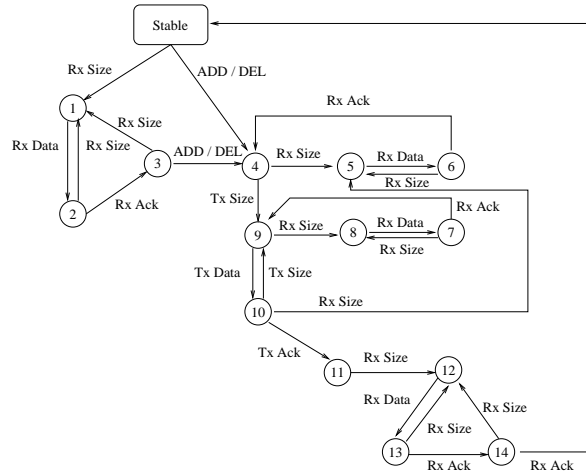 Stable
Rx Size
ADD / DEL
Rx Ack
1
Rx Size
Rx Data
Rx Size
3
ADD / DEL
4
Rx Size
5
Rx Data
6
Rx Size
2
Rx Ack
Tx Size
Rx Ack
9
Rx Size
8
Rx Data
7
Rx Size
Tx Data
Tx Size
10
Rx Size
Tx Ack
11
Rx Size
12
Rx Data
Rx Size
Rx Size
13
Rx Ack
14
Rx Ack